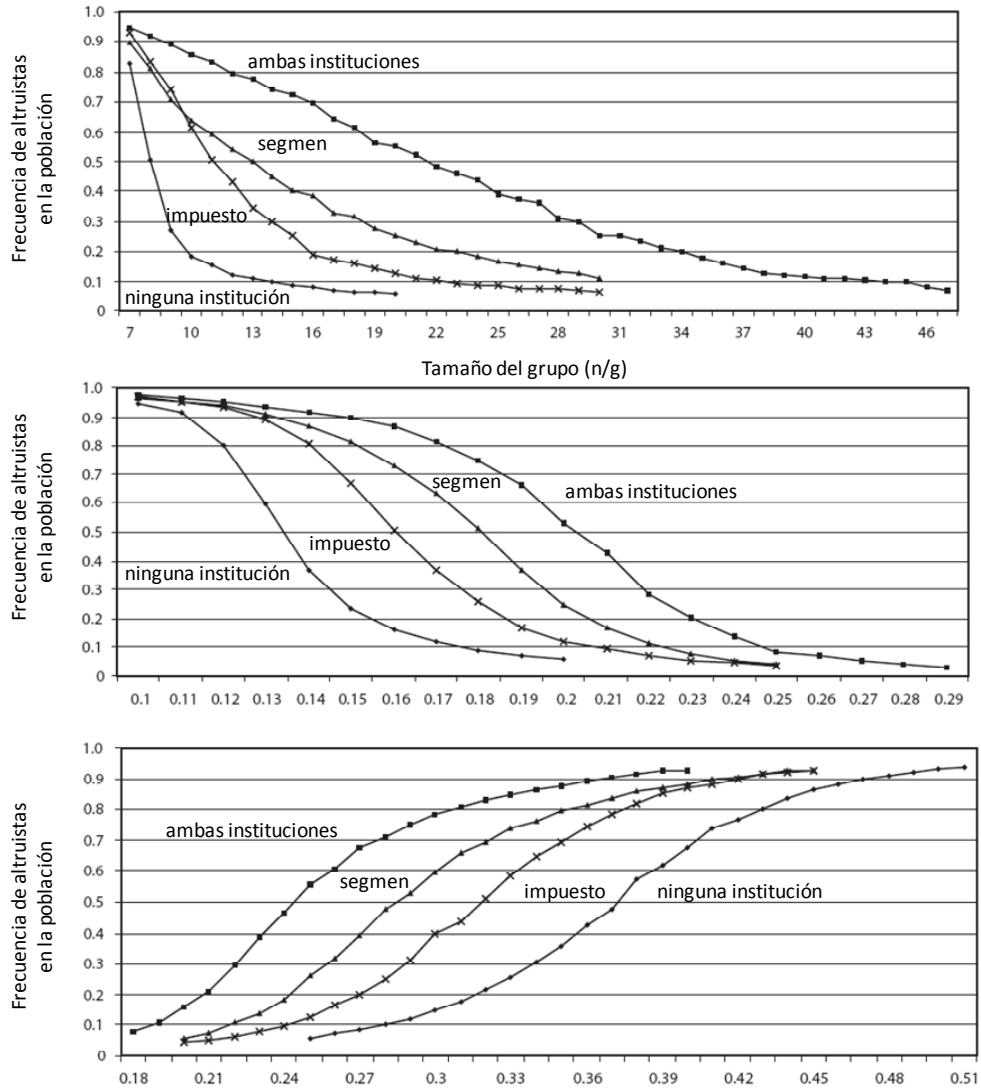 Frecuencia de altruistas
en la población
1.0
0.9
0.8
0.7
0.6
0.5
0.4
0.3
0.2
0.1
0
ambas instituciones
segmen
impuesto
ninguna institución
7 10 13 16 19 22 25 28 31 34 37 40 43 46
Tamaño del grupo (n/g)
Frecuencia de altruistas
en la población
1.0
0.9
0.8
0.7
0.6
0.5
0.4
0.3
0.2
0.1
0
segmen
ambas instituciones
impuesto
ninguna institución
0.1 0.11 0.12 0.13 0.14 0.15 0.16 0.17 0.18 0.19 0.2 0.21 0.22 0.23 0.24 0.25 0.26 0.27 0.28 0.29
Frecuencia de altruistas
en la población
1.0
0.9
0.8
0.7
0.6
0.5
0.4
0.3
0.2
0.1
0
ambas instituciones
segmen
impuesto
ninguna institución
0.18 0.21 0.24 0.27 0.3 0.33 0.36 0.39 0.42 0.45 0.48 0.51